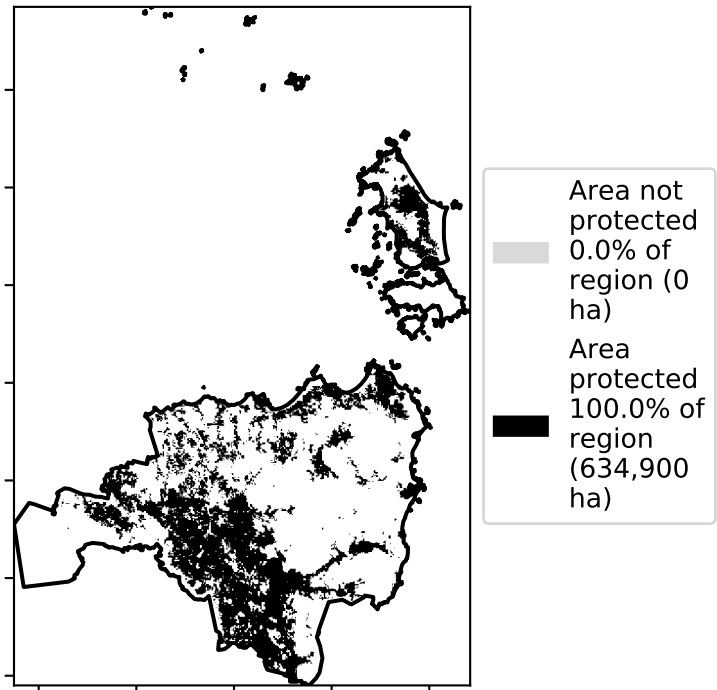 Area not
protected
0.0% of
region (0
ha)
Area
protected
100.0% of
region
(634,900
ha)